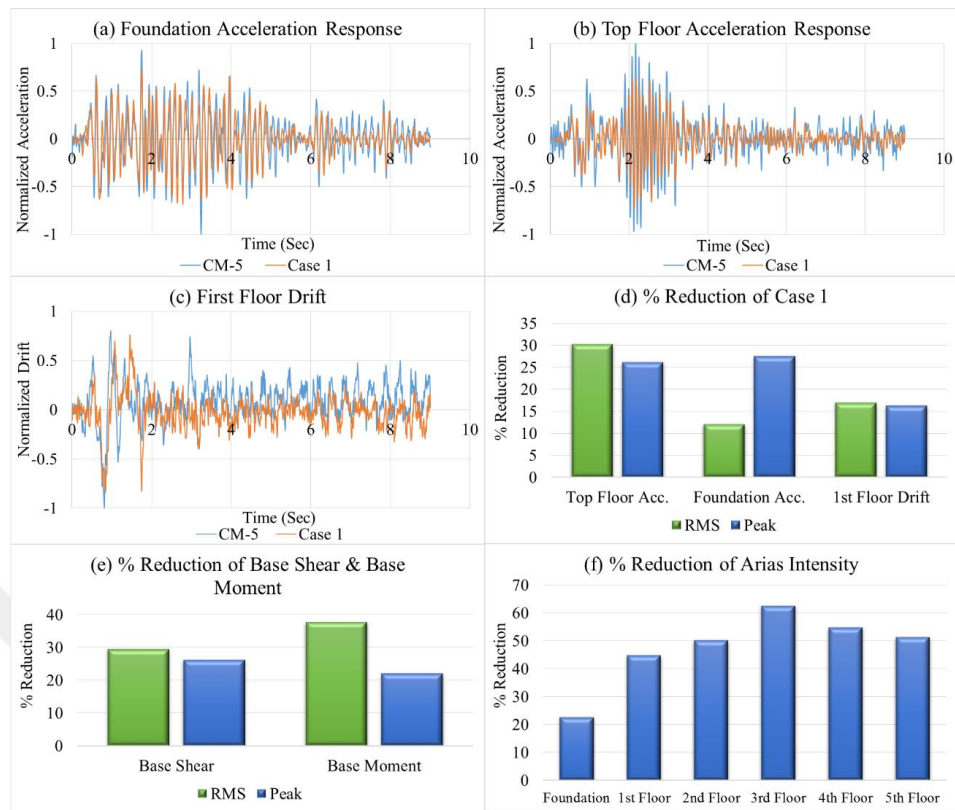 (a) Foundation Acceleration Response
Normalized Acceleration
1
0.5
0
-0.5
-1
0 2 4 6 8 10
Time (Sec)
CM-5 Case 1
(b) Top Floor Acceleration Response
Normalized Acceleration
1
0.5
0
-0.5
-1
0 2 4 6 8 10
Time (Sec)
CM-5 Case 1
(c) First Floor Drift
Normalized Drift
1
0.5
0
-0.5
-1
0 2 4 6 8 10
Time (Sec)
CM-5 Case 1
(d) % Reduction of Case 1
% Reduction
35
30
25
20
15
10
5
0
Top Floor Acc. Foundation Acc. 1st Floor Drift
RMS Peak
(e) % Reduction of Base Shear & Base
Moment
% Reduction
40
30
20
10
0
Base Shear Base Moment
RMS Peak
(f) % Reduction of Arias Intensity
% Reduction
70
60
50
40
30
20
10
0
Foundation 1st Floor 2nd Floor 3rd Floor 4th Floor 5th Floor